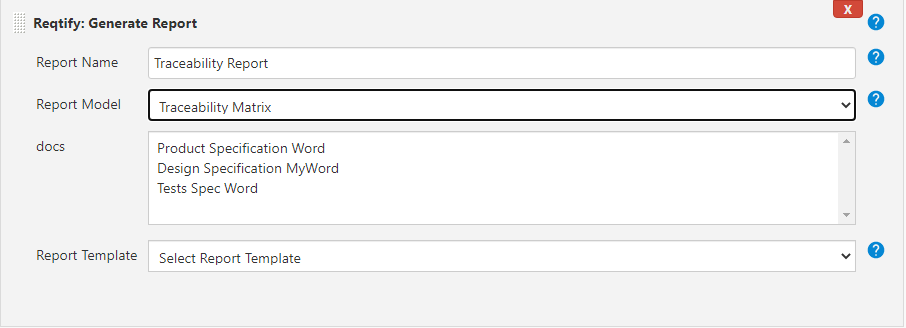 X
Reqtify: Generate Report
?
Report Name
Traceability Report
?
Report Model
Traceability Matrix
?
docs
Product Specification Word
Design Specification MyWord
Tests Spec Word
Report Template
Select Report Template
?